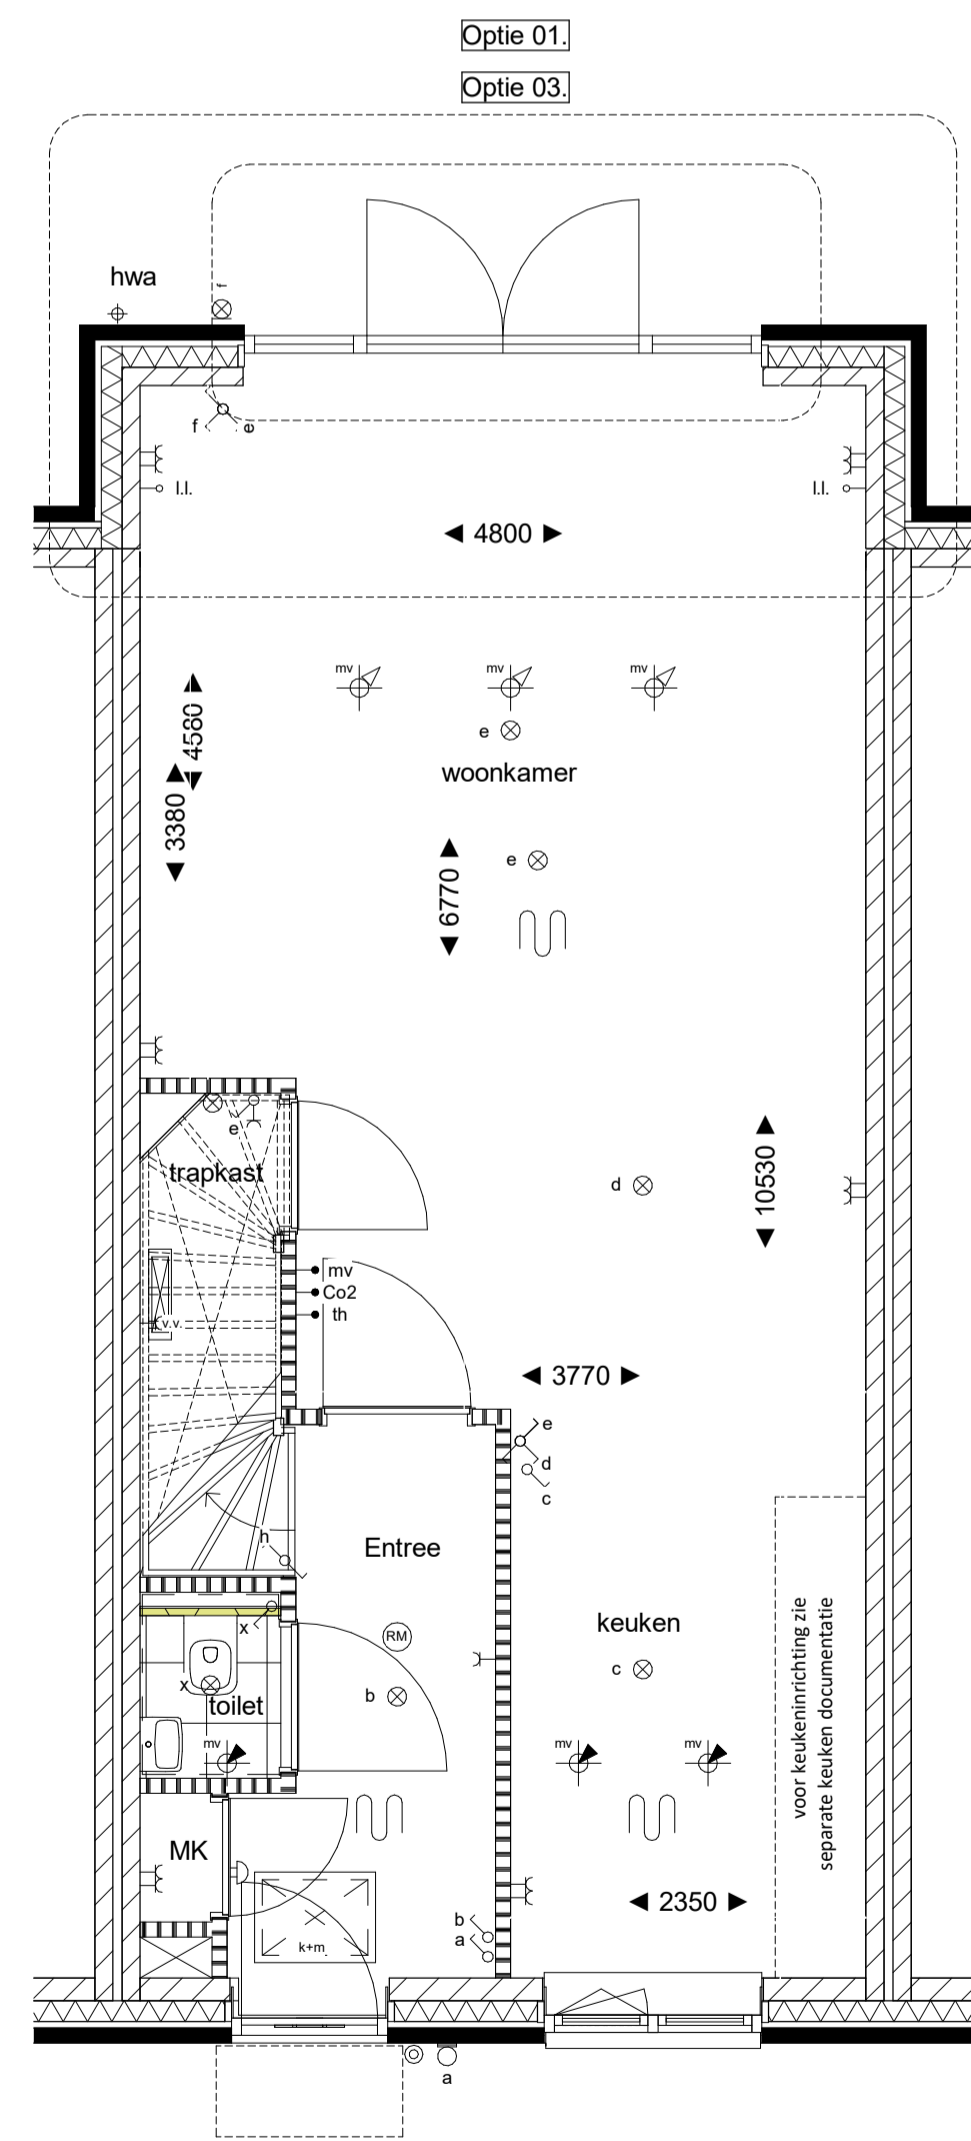 Optie 01.
Optie 03.
hwa
f
f
e
l.l.
l.l.
4800
mv
mv
mv
4580
e
woonkamer
3380
e
6770
e
trapkast
d
10530
mv
Co2
th
v.v.
3770
e
d
c
h
Entree
x
keuken
voor keukeninrichting zie
separate keuken documentatie
RM
x
toilet
b
c
mv
mv
mv
MK
2350
b
a
k+m
a